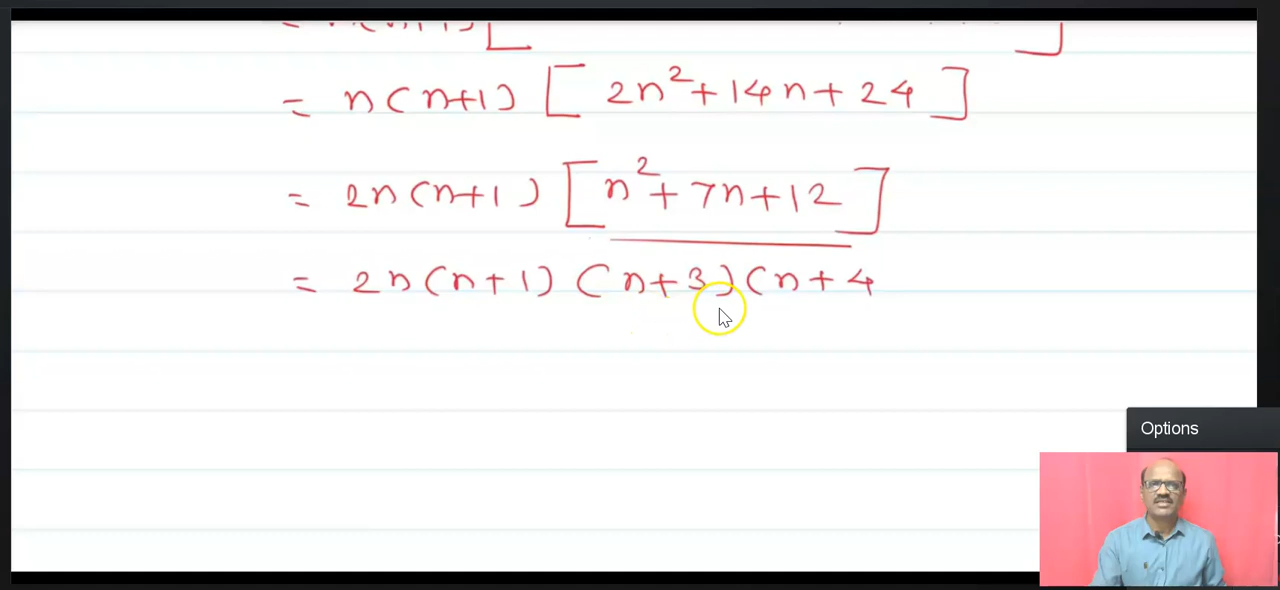 = n(n+1) [ 2n²+14n+24 ]
= 2n(n+1) [n²+7n+12]
= 2n(n+1) (n+3)(n+4
Options